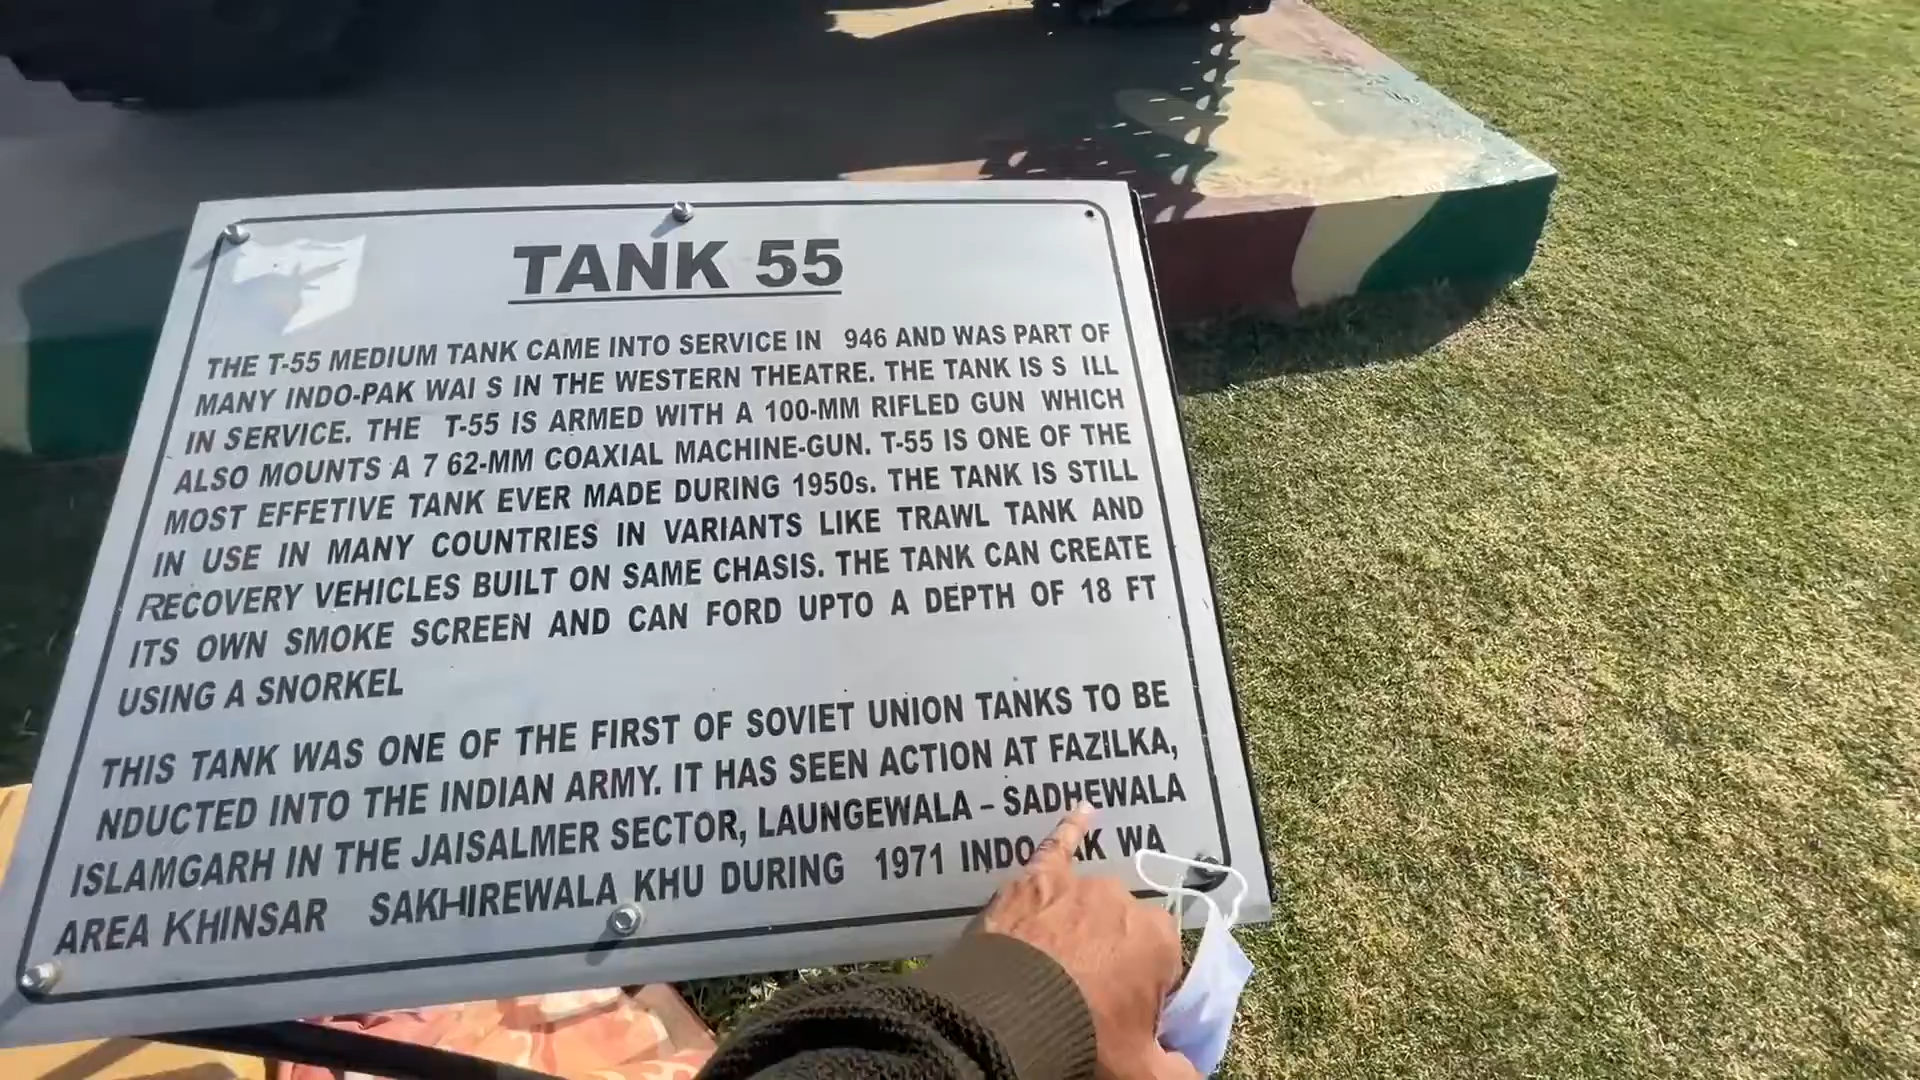 TANK 55
THE T-55 MEDIUM TANK CAME INTO SERVICE IN 946 AND WAS PART OF
MANY INDO-PAK WAI S IN THE WESTERN THEATRE. THE TANK IS S ILL
IN SERVICE. THE T-55 IS ARMED WITH A 100-MM RIFLED GUN WHICH
ALSO MOUNTS A 7 62-MM COAXIAL MACHINE-GUN. T-55 IS ONE OF THE
MOST EFFETIVE TANK EVER MADE DURING 1950s. THE TANK IS STILL
IN USE IN MANY COUNTRIES IN VARIANTS LIKE TRAWL TANK AND
RECOVERY VEHICLES BUILT ON SAME CHASIS. THE TANK CAN CREATE
ITS OWN SMOKE SCREEN AND CAN FORD UPTO A DEPTH OF 18 FT
USING A SNORKEL
THIS TANK WAS ONE OF THE FIRST OF SOVIET UNION TANKS TO BE
NDUCTED INTO THE INDIAN ARMY. IT HAS SEEN ACTION AT FAZILKA,
ISLAMGARH IN THE JAISALMER SECTOR, LAUNGEWALA – SADHEWALA
AREA KHINSAR SAKHIREWALA KHU DURING 1971 INDO AK WA